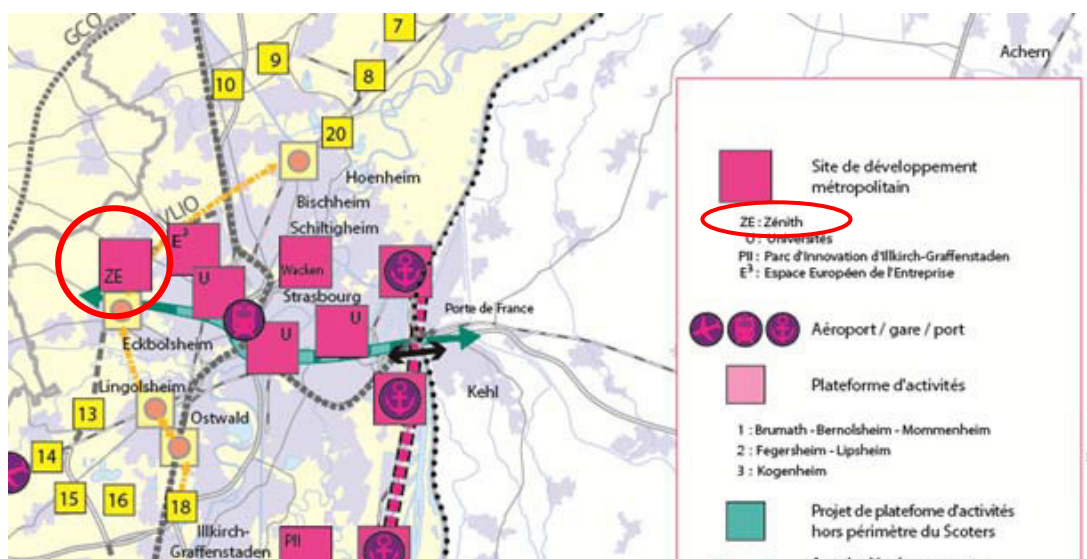 GCO
7
Achern
9
8
10
20
Hoenheim
Bischheim
VLIO
Schiltigheim
E³
ZE
U
Wacken
Strasbourg
U
U
Porte de France
Eckbolsheim
Kehl
Lingolsheim
13
Ostwald
14
15
16
18
Illkirch-
Graffenstaden
PII
Site de développement
métropolitain
ZE : Zénith
U : Universités
PII : Parc d'Innovation d'Illkirch-Graffenstaden
E³ : Espace Européen de l'Entreprise
Aéroport / gare / port
Plateforme d'activités
1 : Brumath - Bernolsheim - Mommenheim
2 : Fegersheim - Lipsheim
3 : Kogenheim
Projet de plateforme d'activités
hors périmètre du Scoters